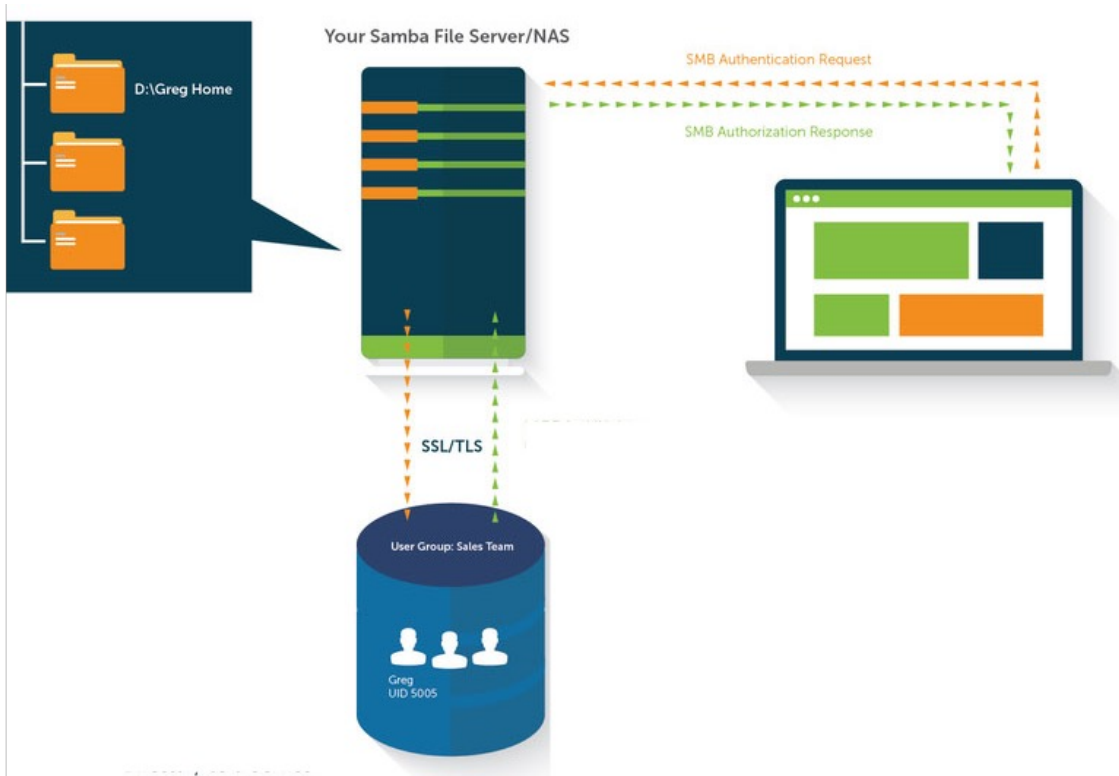 Your Samba File Server/NAS
D:\Greg Home
SMB Authentication Request
SMB Authorization Response
SSL/TLS
User Group: Sales Team
Greg
UID 5005